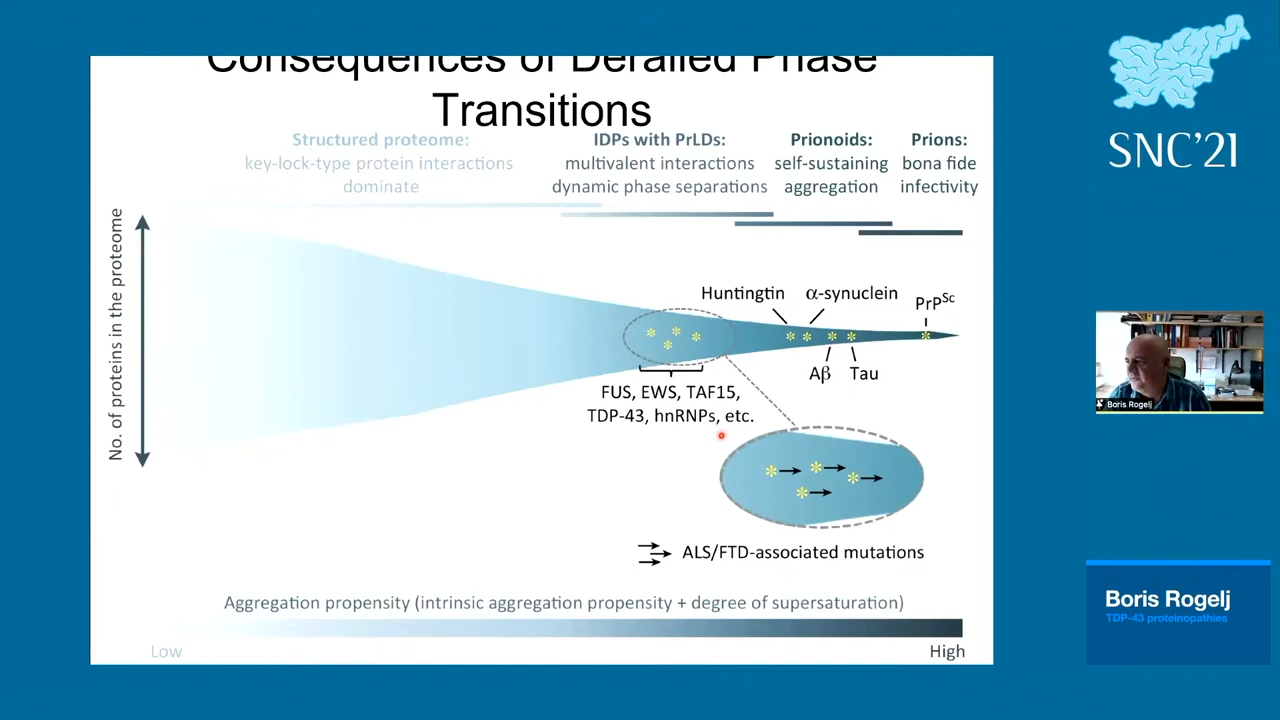 Consequences of Derailed Phase
Transitions
Structured proteome:
key-lock-type protein interactions
dominate
IDPs with PrLDs:
multivalent interactions
dynamic phase separations
Prionoids:
self-sustaining
aggregation
Prions:
bona fide
infectivity
No. of proteins in the proteome
Huntingtin
α-synuclein
PrPSc
Aβ
Tau
FUS, EWS, TAF15,
TDP-43, hnRNPs, etc.
ALS/FTD-associated mutations
Aggregation propensity (intrinsic aggregation propensity + degree of supersaturation)
Low
High
SNC'21
Boris Rogelj
Boris Rogelj
TDP-43 proteinopathies